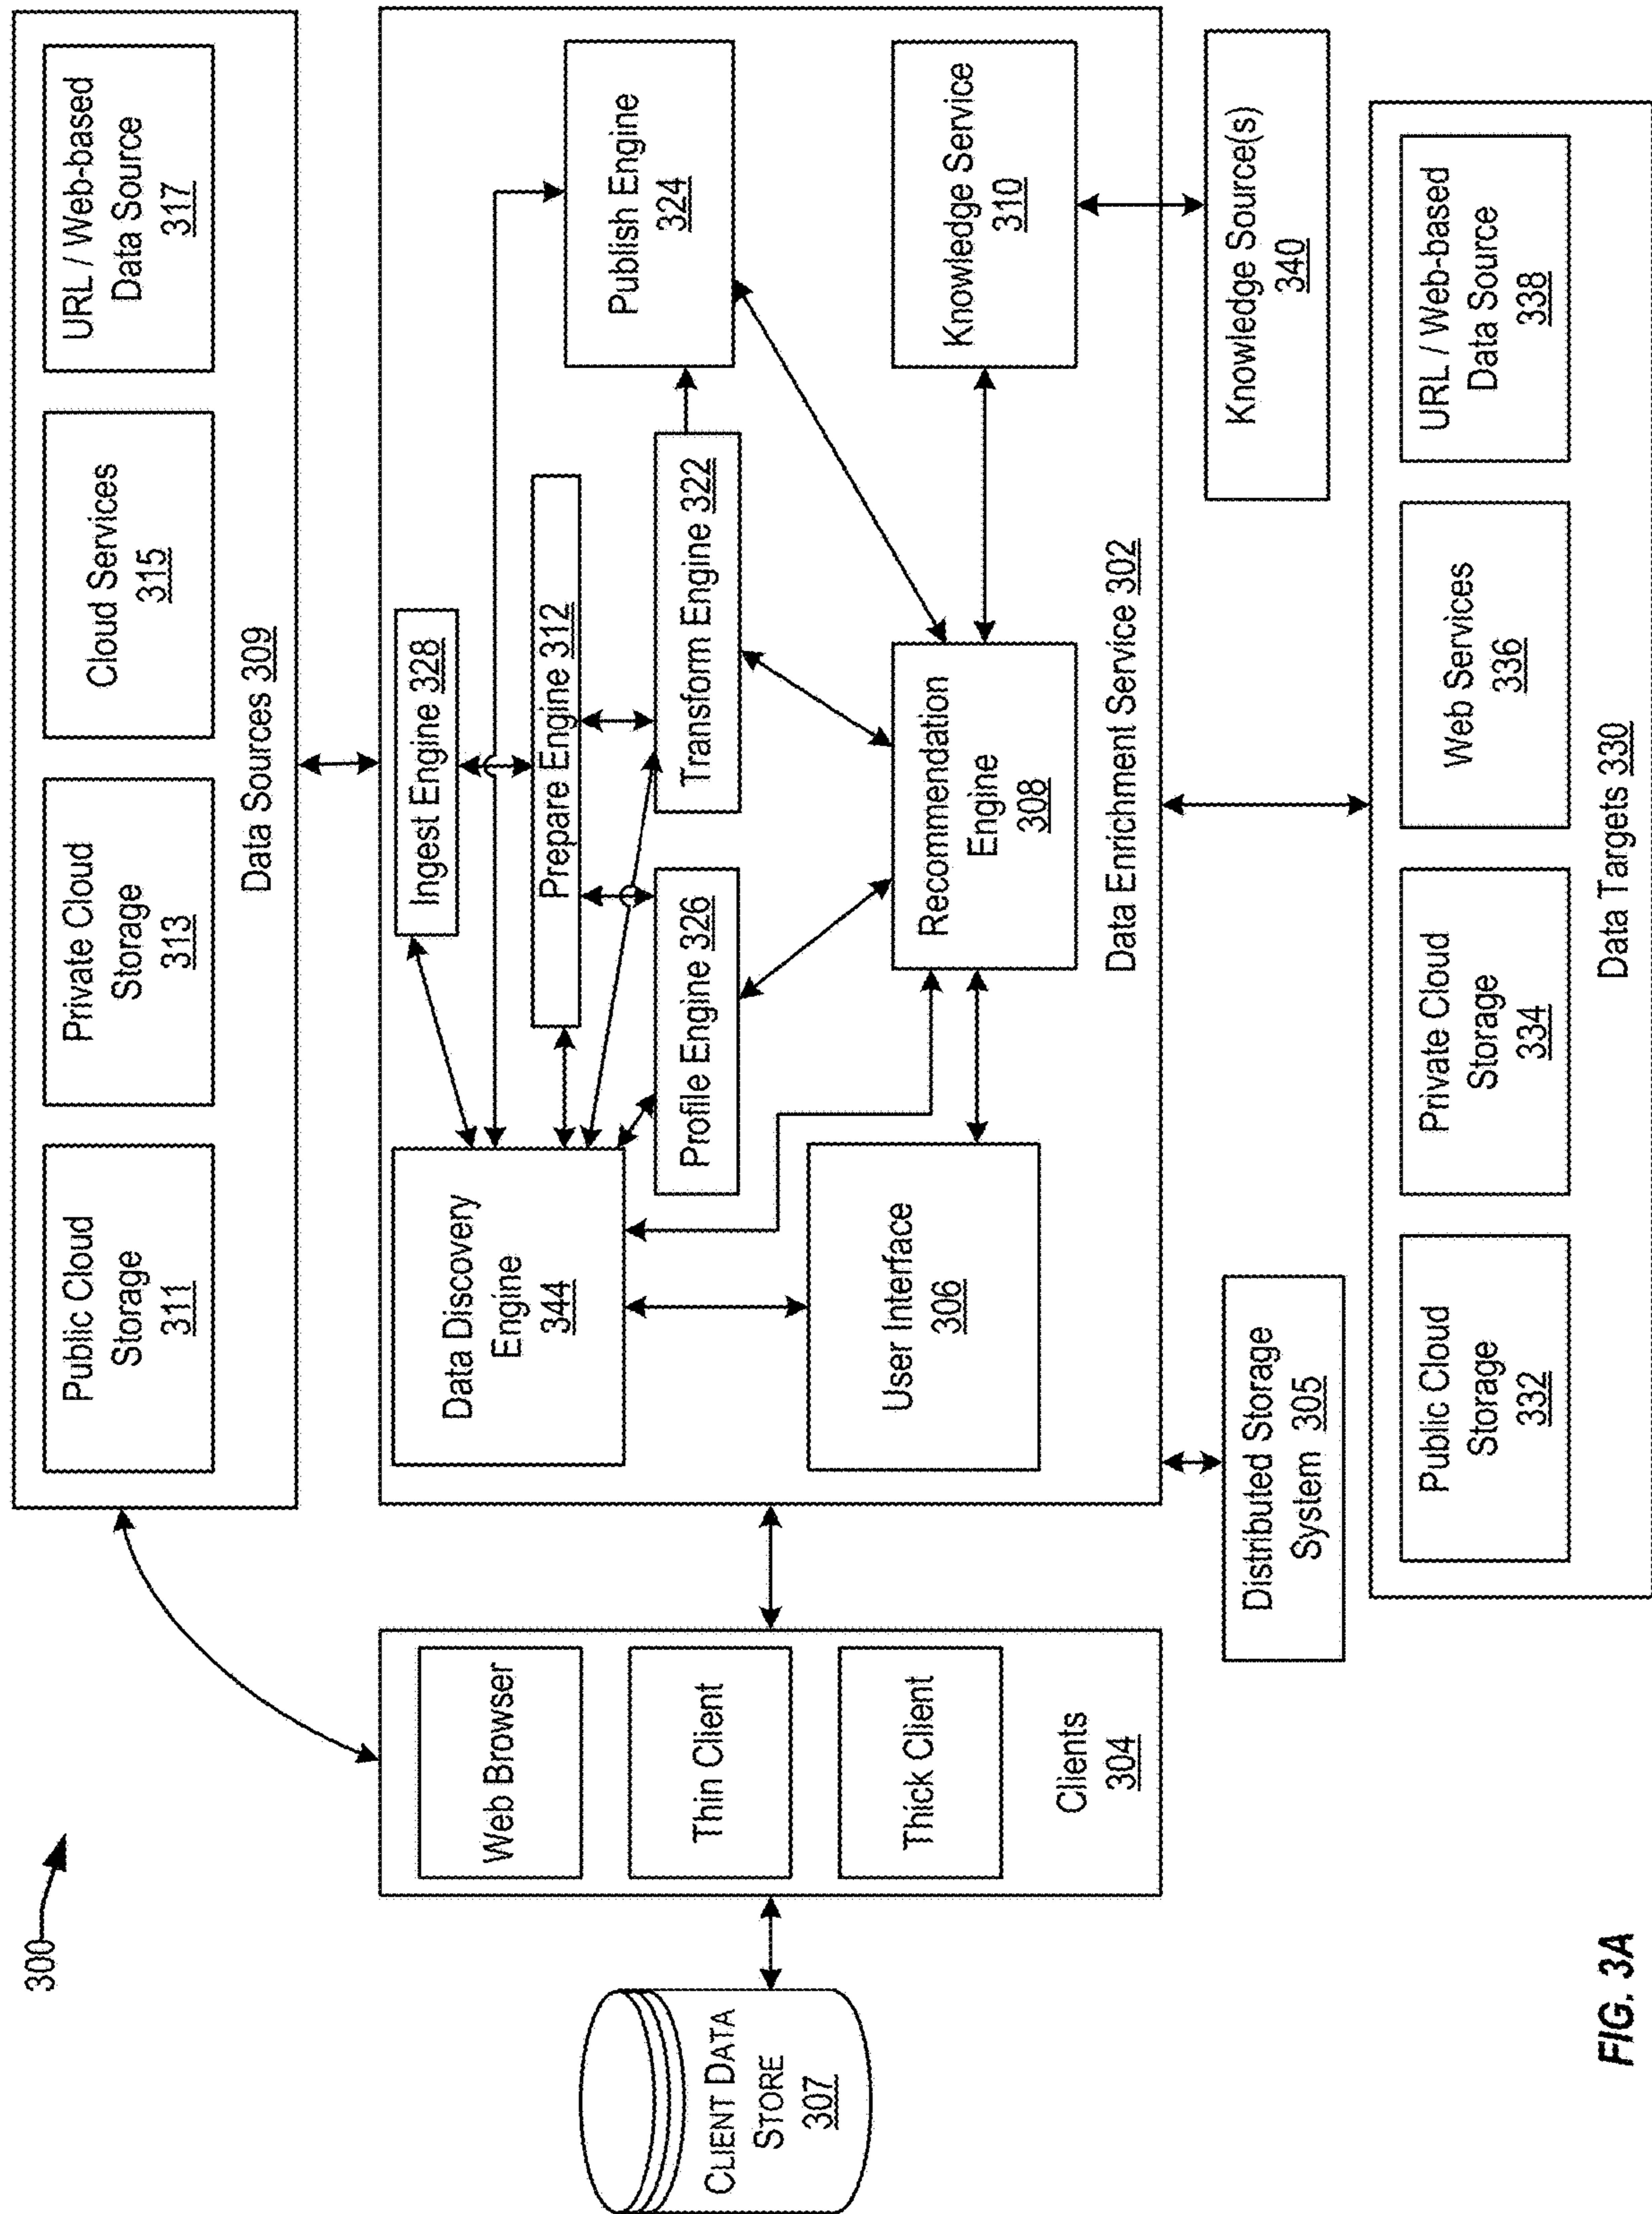 300
Public Cloud
Storage
311
Private Cloud
Storage
313
Cloud Services
315
URL / Web-based
Data Source
317
Data Sources 309
CLIENT DATA
STORE
307
Web Browser
Thin Client
Thick Client
Clients
304
Data Discovery
Engine
344
Ingest Engine 328
Prepare Engine 312
Profile Engine 326
Transform Engine 322
Publish Engine
324
User Interface
306
Recommendation
Engine
308
Knowledge Service
310
Data Enrichment Service 302
Distributed Storage
System 305
Knowledge Source(s)
340
Public Cloud
Storage
332
Private Cloud
Storage
334
Web Services
336
URL / Web-based
Data Source
338
Data Targets 330
FIG. 3A